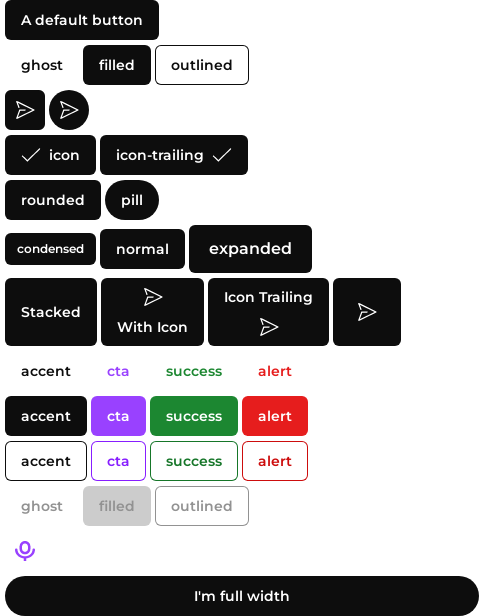 A default button
ghost filled outlined
icon icon-trailing
rounded pill
condensed normal expanded
Stacked With Icon Icon Trailing
accent cta success alert
accent cta success alert
accent cta success alert
ghost filled outlined
I'm full width